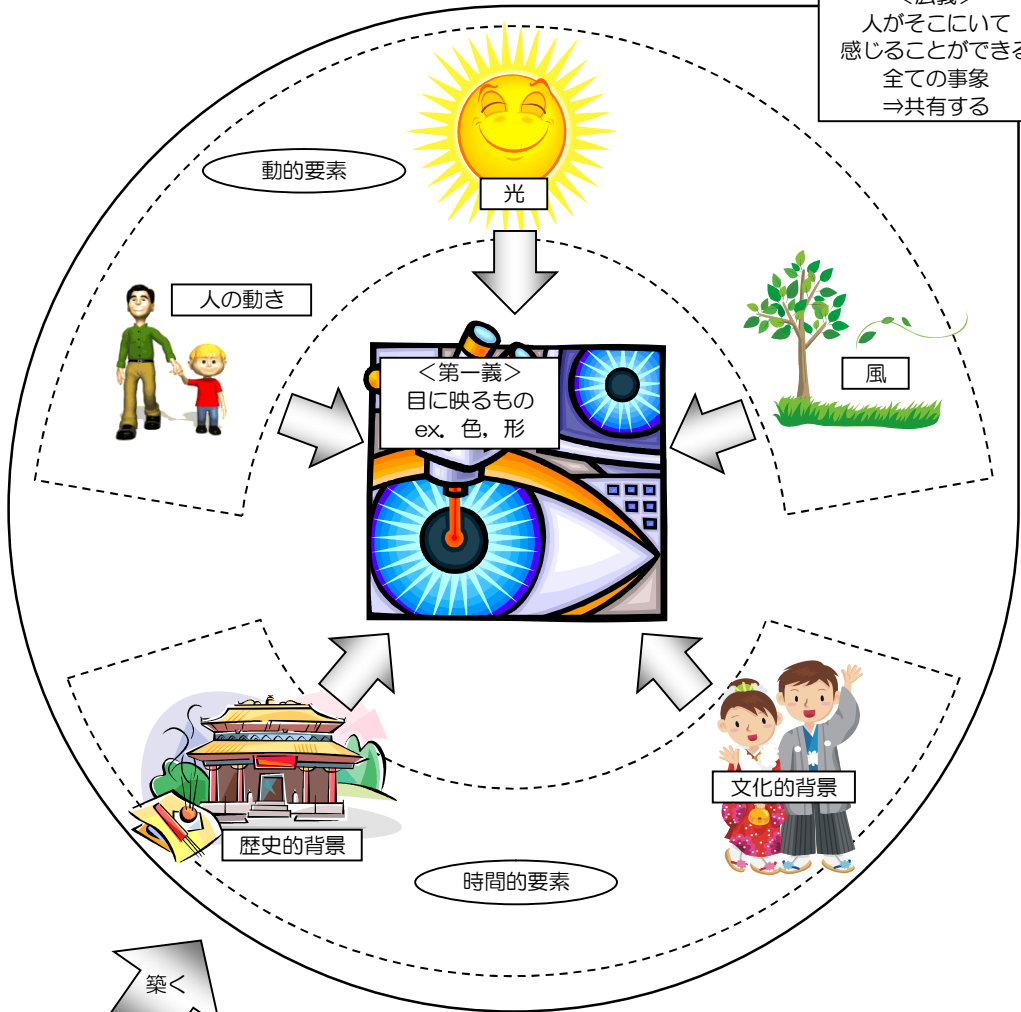 <広義>
人がそこにいて
感じることができる
全ての事象
⇒共有する
動的要素
光
人の動き
風
<第一義>
目に映るもの
ex. 色, 形
文化的背景
歴史的背景
時間的要素
築く